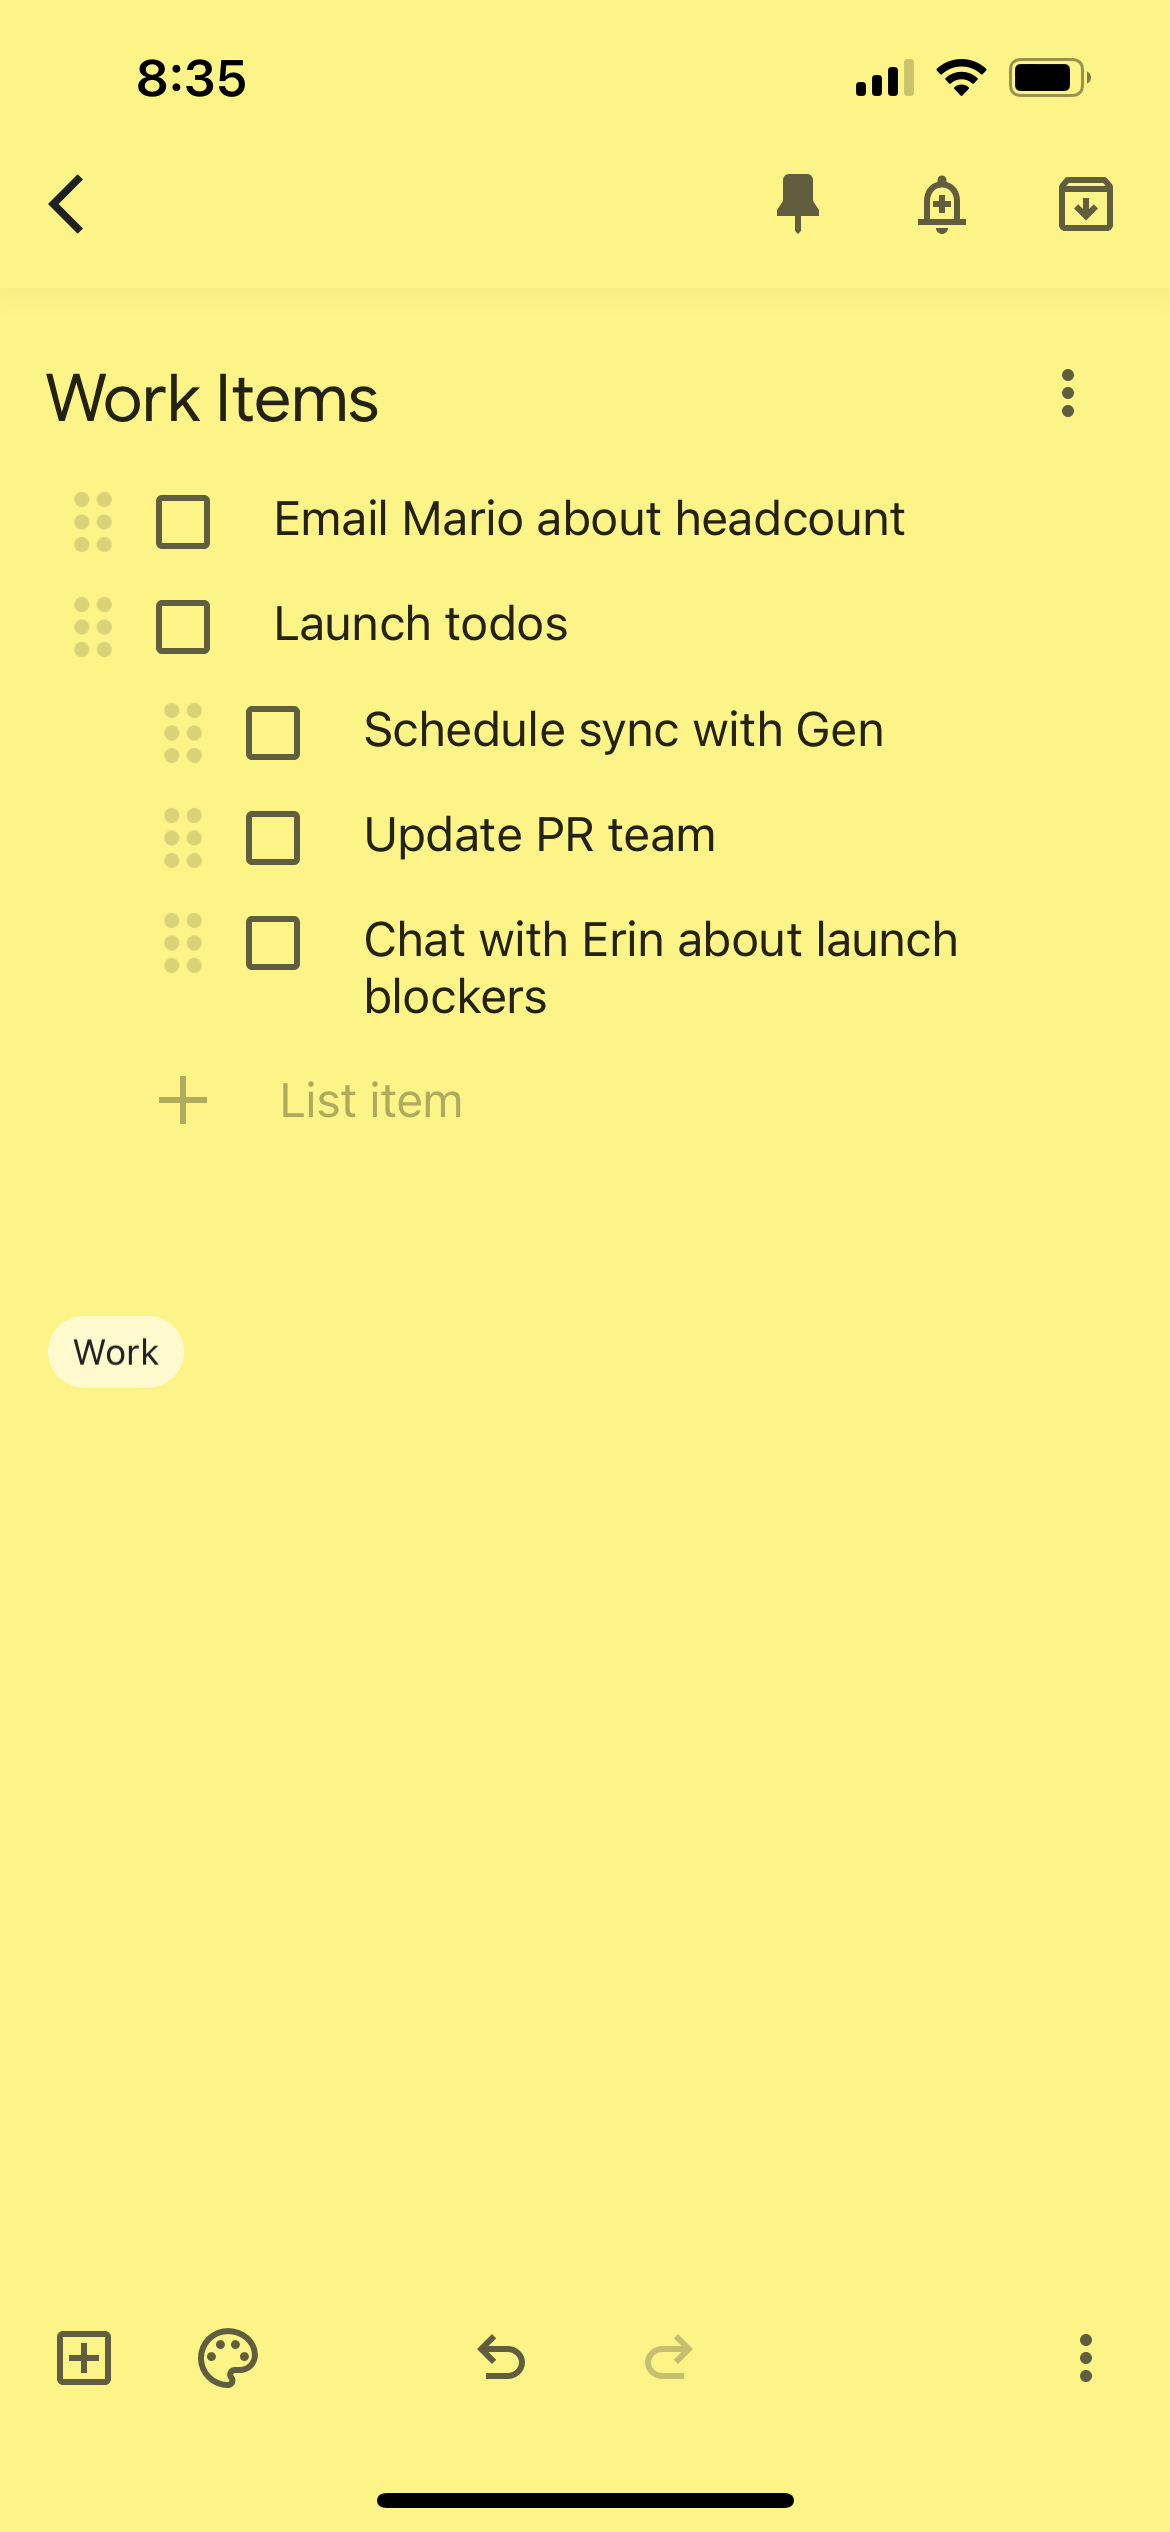 8:35
Work Items
Email Mario about headcount
Launch todos
Schedule sync with Gen
Update PR team
Chat with Erin about launch
blockers
List item
Work